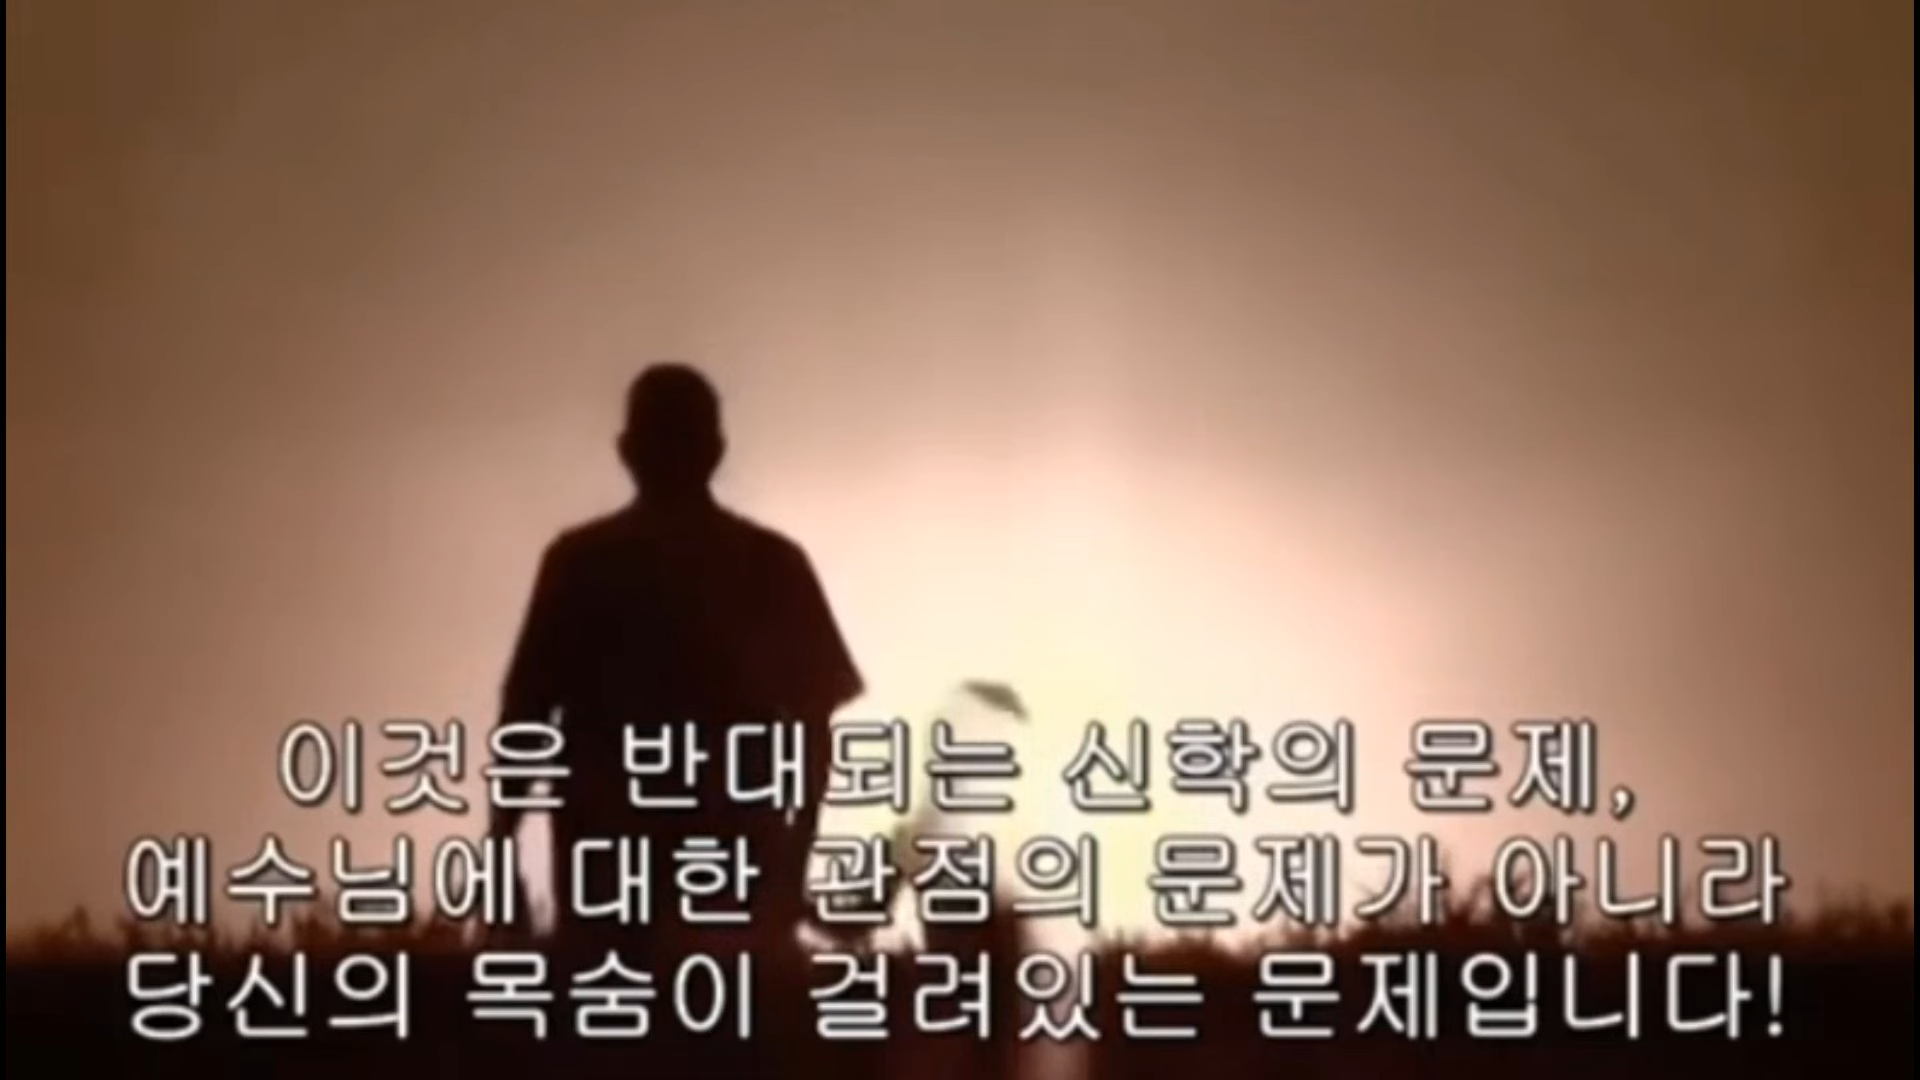 이것은 반대되는 신학의 문제,
예수님에 대한 관점의 문제가 아니라
당신의 목숨이 걸려있는 문제입니다!